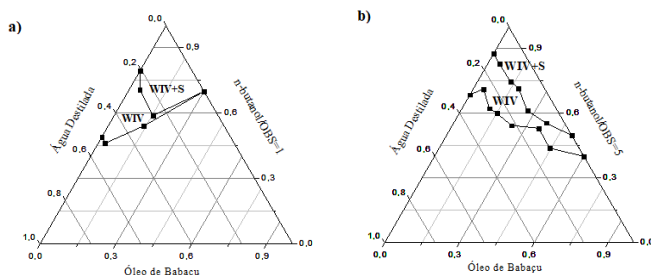 a)
0,0
0,9
0,2
WIV+S
0,4
n-butanol/OBS=1
Água Destilada
0,6
WIV
0,6
0,3
0,8
1,0
0,0
0,0
0,3
0,6
0,9
Óleo de Babacu
b)
0,0
0,9
0,2
WIV+S
0,4
n-butanol/OBS=5
Água Destilada
0,6
WIV
0,6
0,3
0,8
1,0
0,0
0,0
0,3
0,6
0,9
Óleo de Babaçu